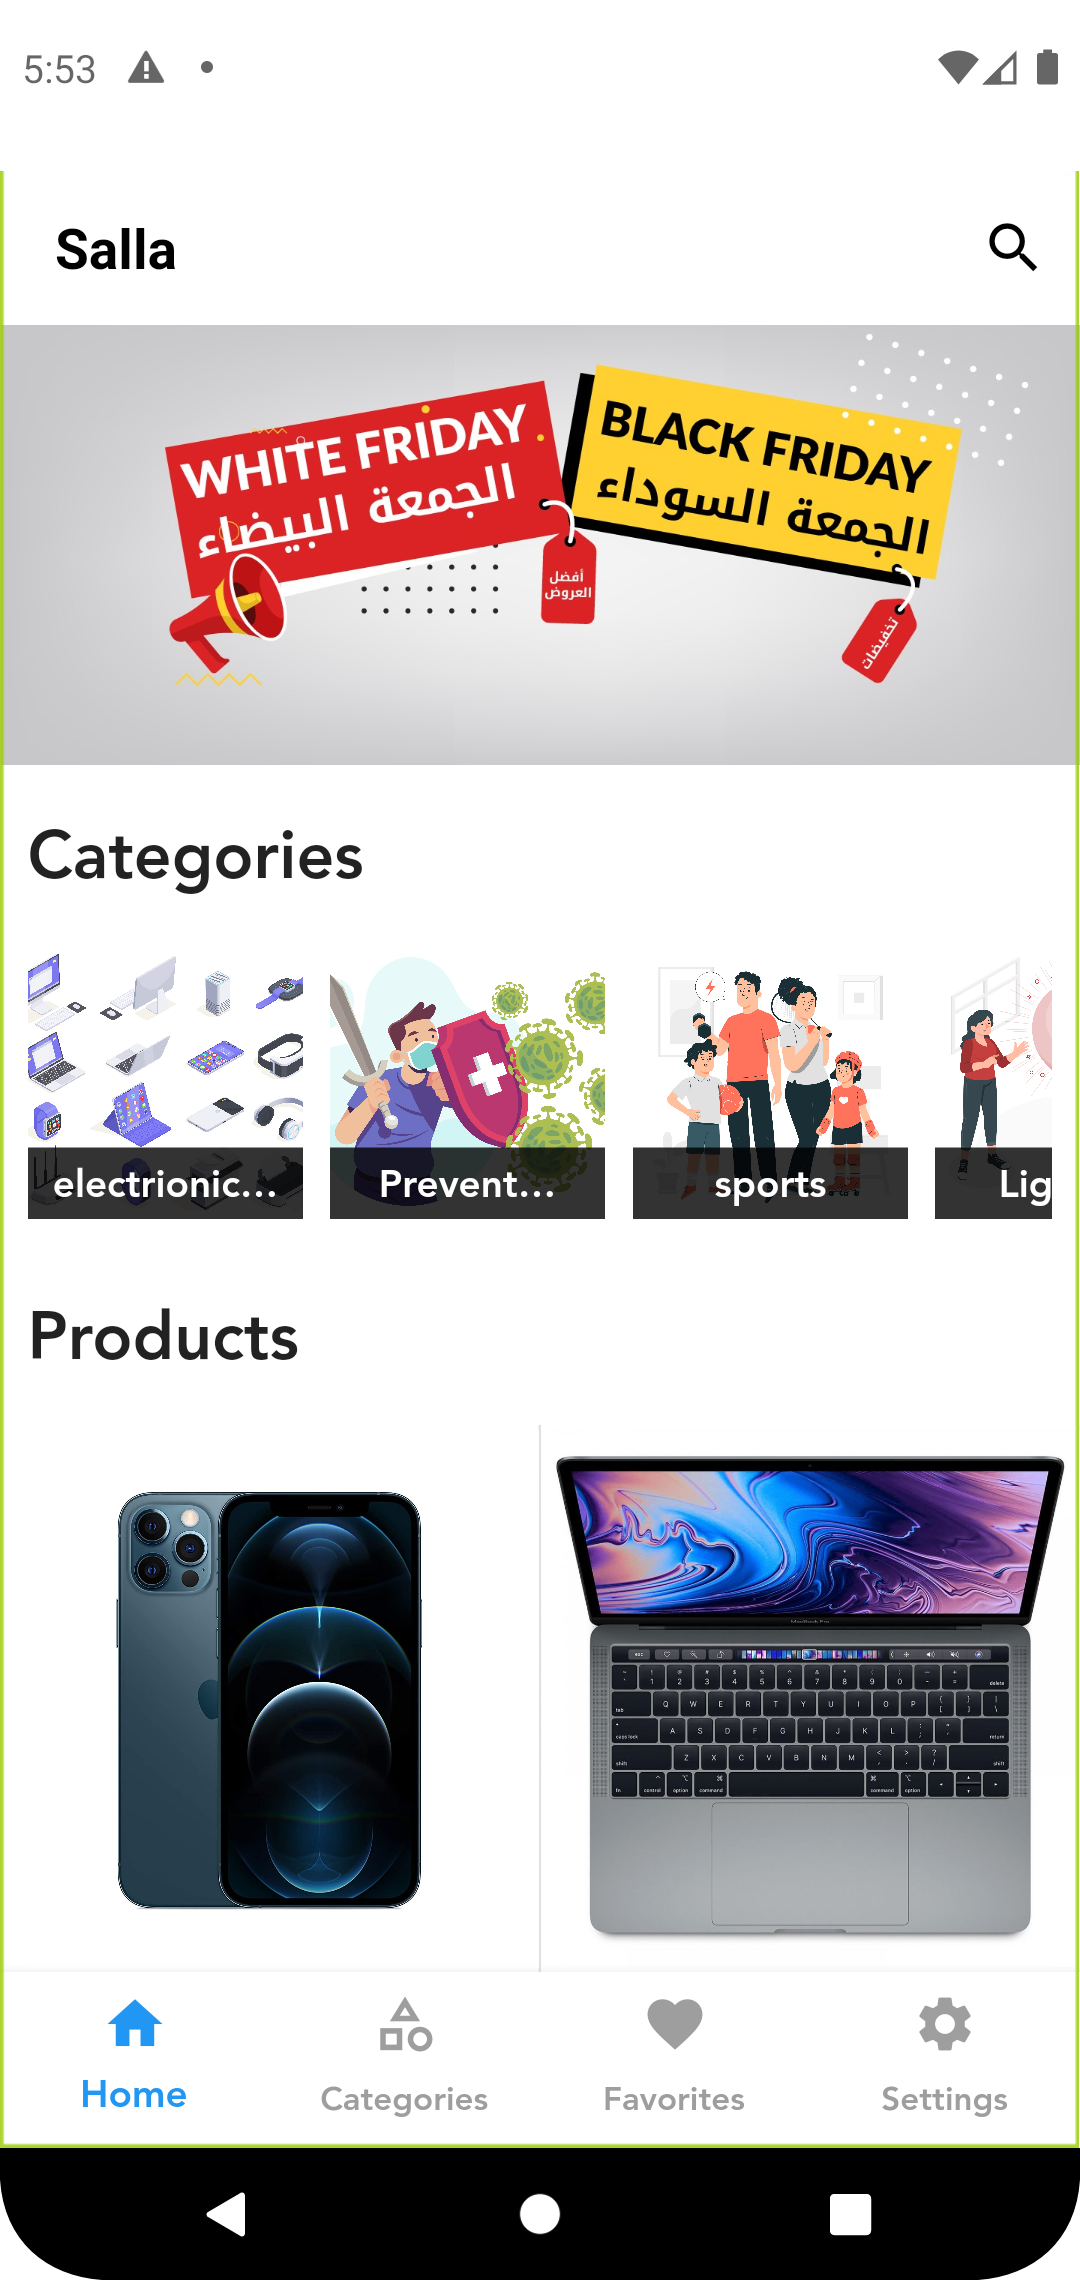 5:53
Salla
WHITE FRIDAY
الجمعة البيضاء
BLACK FRIDAY
الجمعة السوداء
أفضل
العروض
تخفيضات
Categories
electrionic...
Prevent...
sports
Lig
Products
Home
Categories
Favorites
Settings